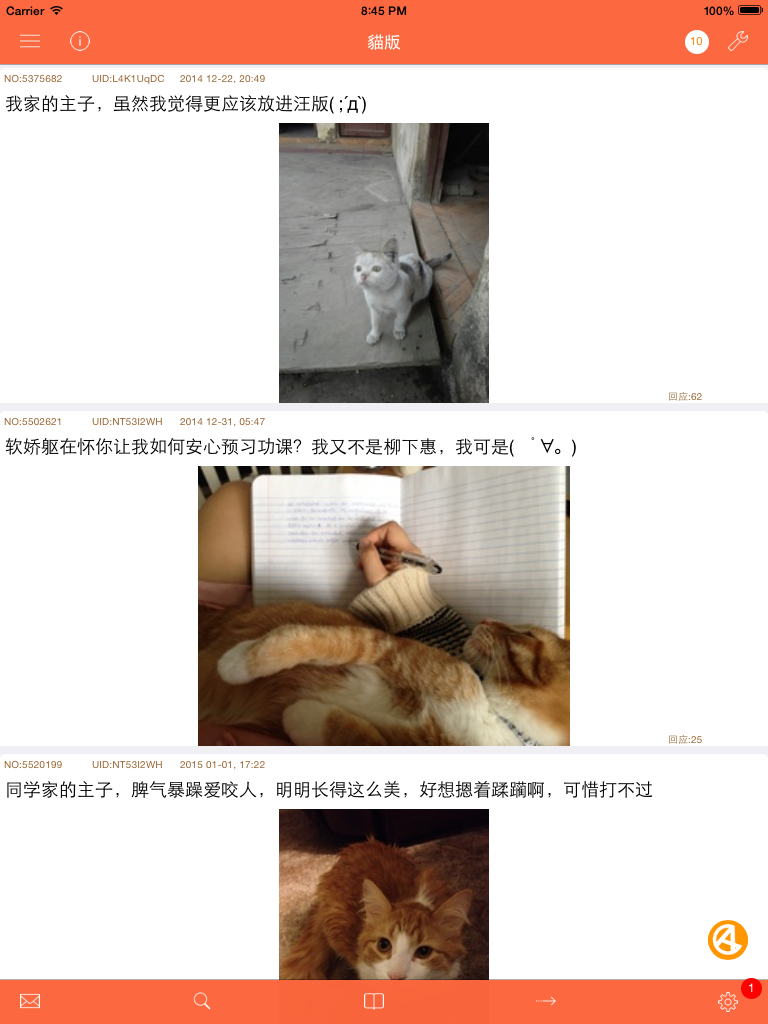 Carrier 8:45 PM 100%
貓版 10
NO:5375682 UID:L4K1UqDC 2014 12-22, 20:49
我家的主子，虽然我觉得更应该放进汪版( ;´д`)
回应:62
NO:5502621 UID:NT53I2WH 2014 12-31, 05:47
软娇躯在怀你让我如何安心预习功课？我又不是柳下惠，我可是( ﾟ∀。)
回应:25
NO:5520199 UID:NT53I2WH 2015 01-01, 17:22
同学家的主子，脾气暴躁爱咬人，明明长得这么美，好想摁着蹂躏啊，可惜打不过
1